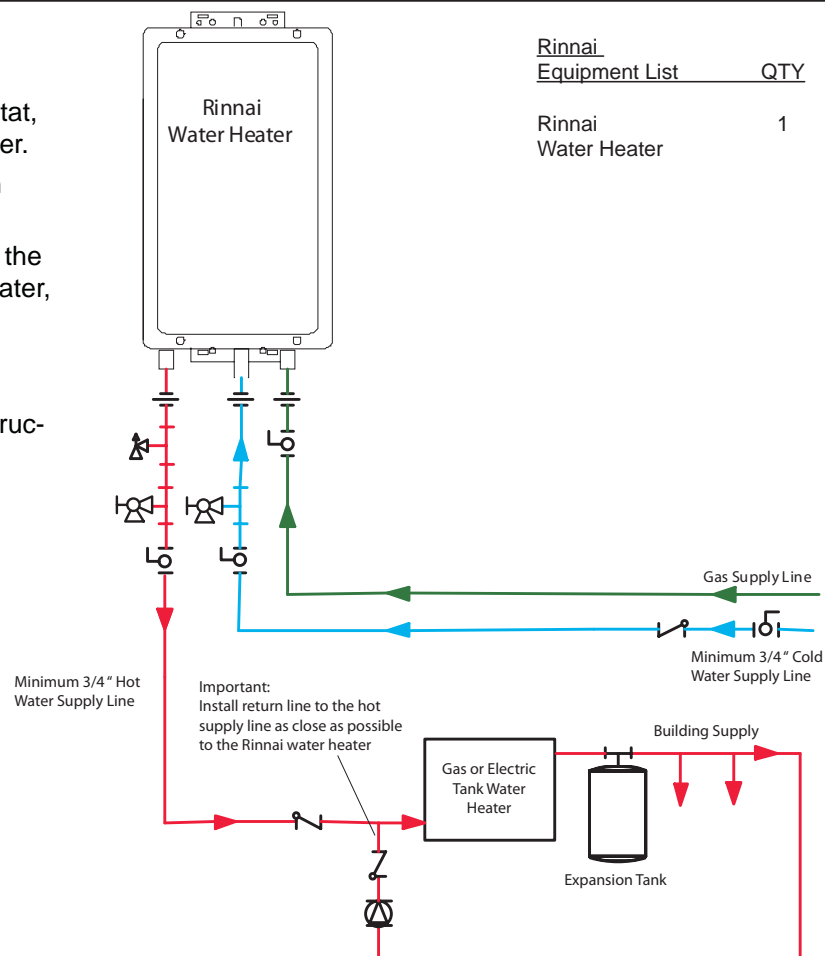 tat,
er.
the
ater,
truc-
Rinnai
Equipment List QTY
Rinnai 1
Water Heater
Rinnai
Water Heater
Gas Supply Line
Minimum 3/4" Cold
Water Supply Line
Minimum 3/4" Hot
Water Supply Line
Important:
Install return line to the hot
supply line as close as possible
to the Rinnai water heater
Building Supply
Gas or Electric
Tank Water
Heater
Expansion Tank